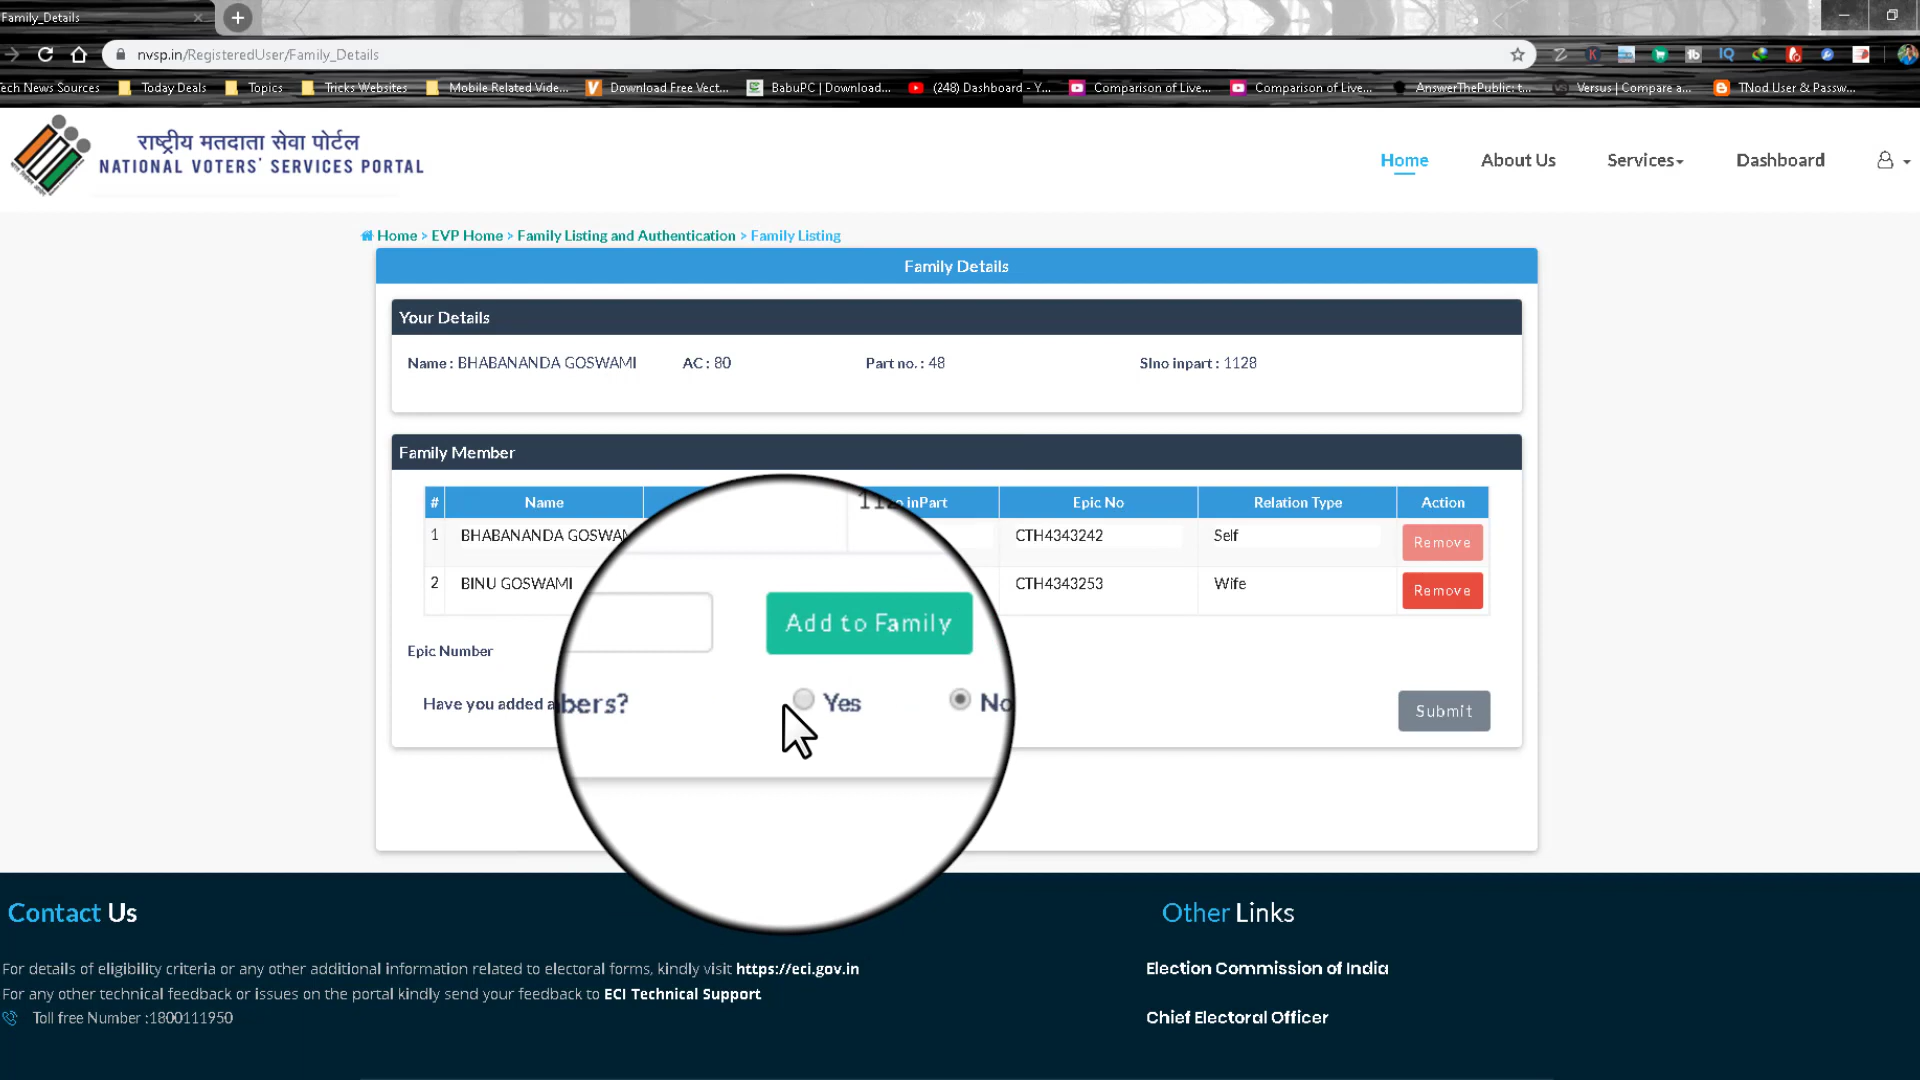 Family_Details
nvsp.in/RegisteredUser/Family_Details
ech News Sources Today Deals Topics Tricks Websites Mobile Related Vide... Download Free Vect... BabuPC | Download... (248) Dashboard - Y... Comparison of Live... Comparison of Live... AnswerThePublic: t... Versus | Compare a... TNod User & Passw...
राष्ट्रीय मतदाता सेवा पोर्टल
NATIONAL VOTERS' SERVICES PORTAL
Home About Us Services Dashboard
Home > EVP Home > Family Listing and Authentication > Family Listing
Family Details
Your Details
Name : BHABANANDA GOSWAMI AC : 80 Part no. : 48 Slno inpart : 1128
Family Member
# Name inPart Epic No Relation Type Action
1 BHABANANDA GOSWAM CTH4343242 Self Remove
2 BINU GOSWAMI CTH4343253 Wife Remove
Add to Family
Epic Number
Have you added a bers? Yes No
Submit
Contact Us
For details of eligibility criteria or any other additional information related to electoral forms, kindly visit https://eci.gov.in
For any other technical feedback or issues on the portal kindly send your feedback to ECI Technical Support
Toll free Number :1800111950
Other Links
Election Commission of India
Chief Electoral Officer